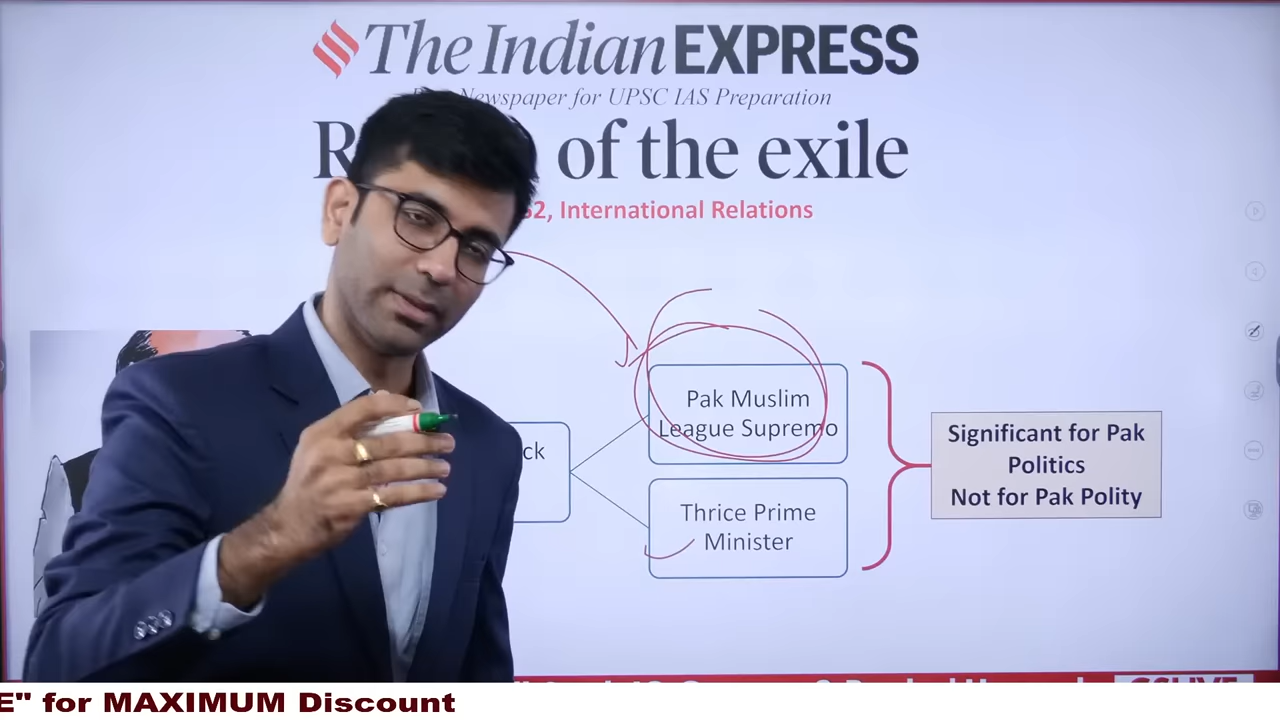 The Indian EXPRESS
Newspaper for UPSC IAS Preparation
of the exile
International Relations
Pak Muslim
League Supremo
Thrice Prime
Minister
Significant for Pak
Politics
Not for Pak Polity
E" for MAXIMUM Discount